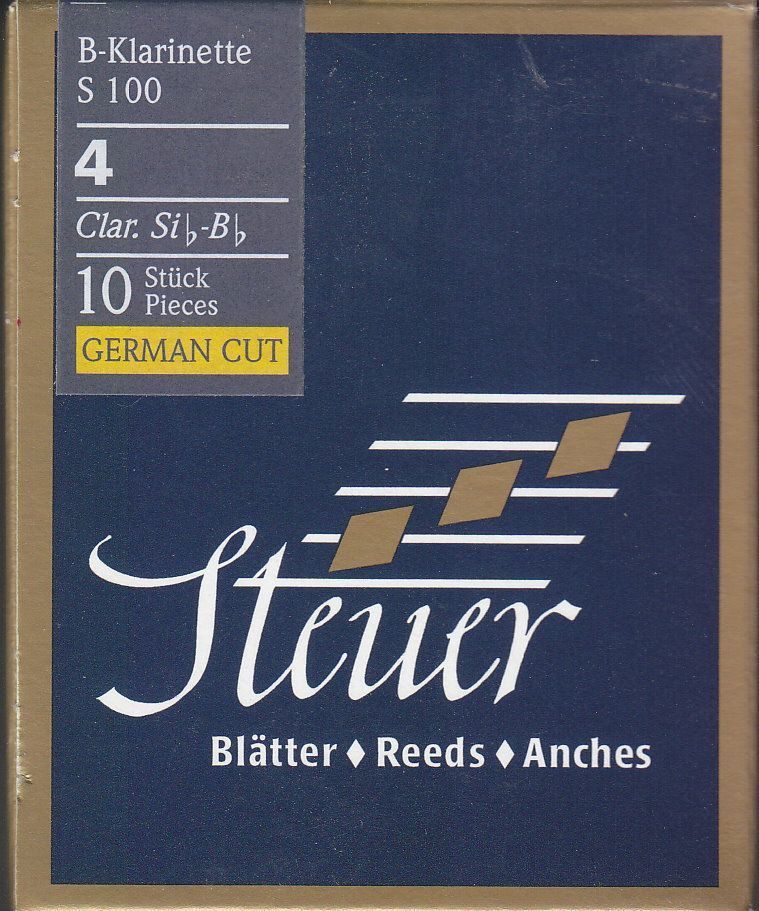 B-Klarinette
S 100
4
Clar. Si♭-B♭
10 Stück
Pieces
GERMAN CUT
Steuer
Blätter ♦ Reeds ♦ Anches